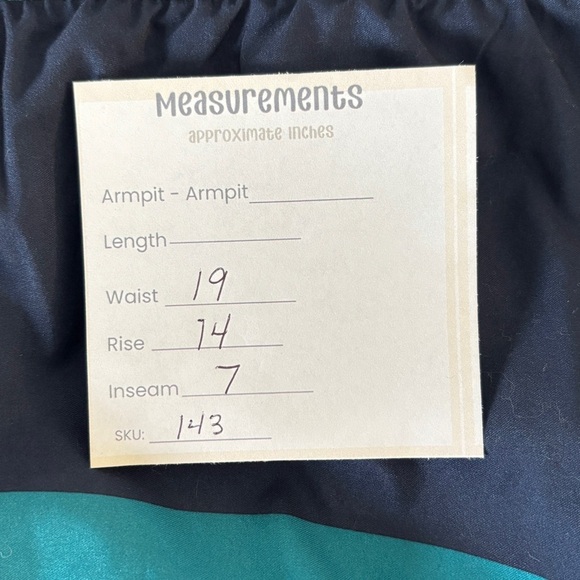 Measurements
approximate inches
Armpit - Armpit
Length
Waist 19
Rise 14
Inseam 7
SKU: 143